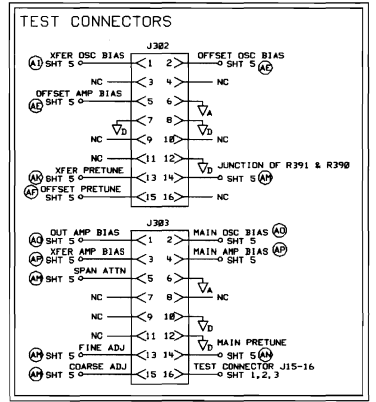 TEST CONNECTORS
J302
XFER OSC BIAS
OFFSET OSC BIAS
AI SHT 5 1 2 SHT 5 AE
NC 3 4 NC
OFFSET AMP BIAS
AE SHT 5 5 6
A
7 8
D D
NC 9 10 NC
NC 11 12
D JUNCTION OF R391 & R390
XFER PRETUNE
AK SHT 5 13 14 SHT 5 AM
AF OFFSET PRETUNE
SHT 5 15 16 NC
J303
OUT AMP BIAS
MAIN OSC BIAS AO
AO SHT 5 1 2 SHT 5
XFER AMP BIAS
MAIN AMP BIAS AP
AP SHT 5 3 4 SHT 5
SPAN ATTN
AM SHT 5 5 6
A
NC 7 8 NC
NC 9 10
D
NC 11 12
D MAIN PRETUNE
FINE ADJ
AM SHT 5 13 14 SHT 5 AN
COARSE ADJ
TEST CONNECTOR J15-16
AM SHT 5 15 16 SHT 1,2,3